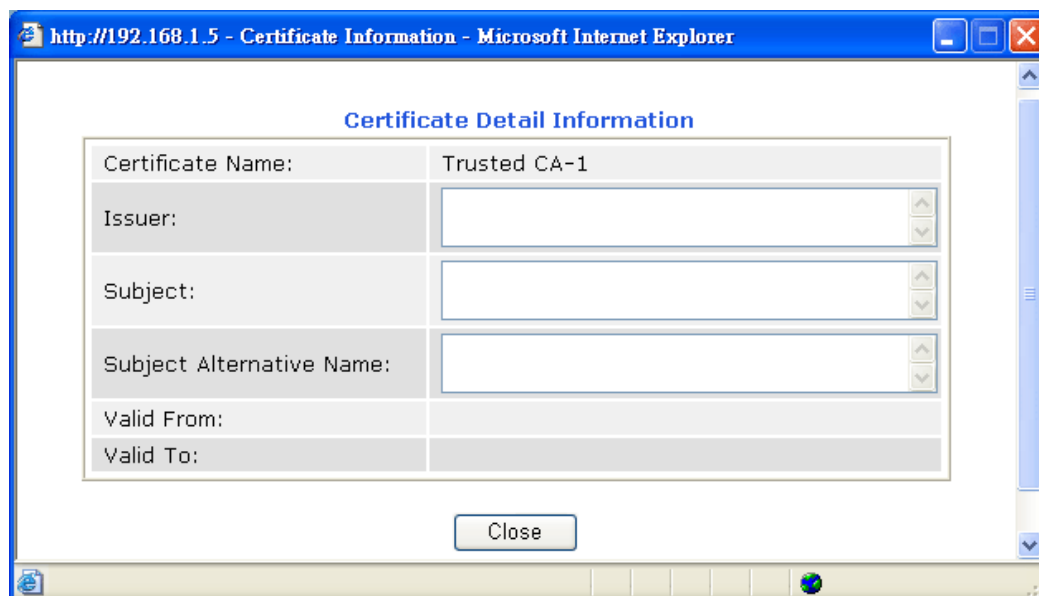 http://192.168.1.5 - Certificate Information - Microsoft Internet Explorer
Certificate Detail Information
Certificate Name: Trusted CA-1
Issuer:
Subject:
Subject Alternative Name:
Valid From:
Valid To:
Close